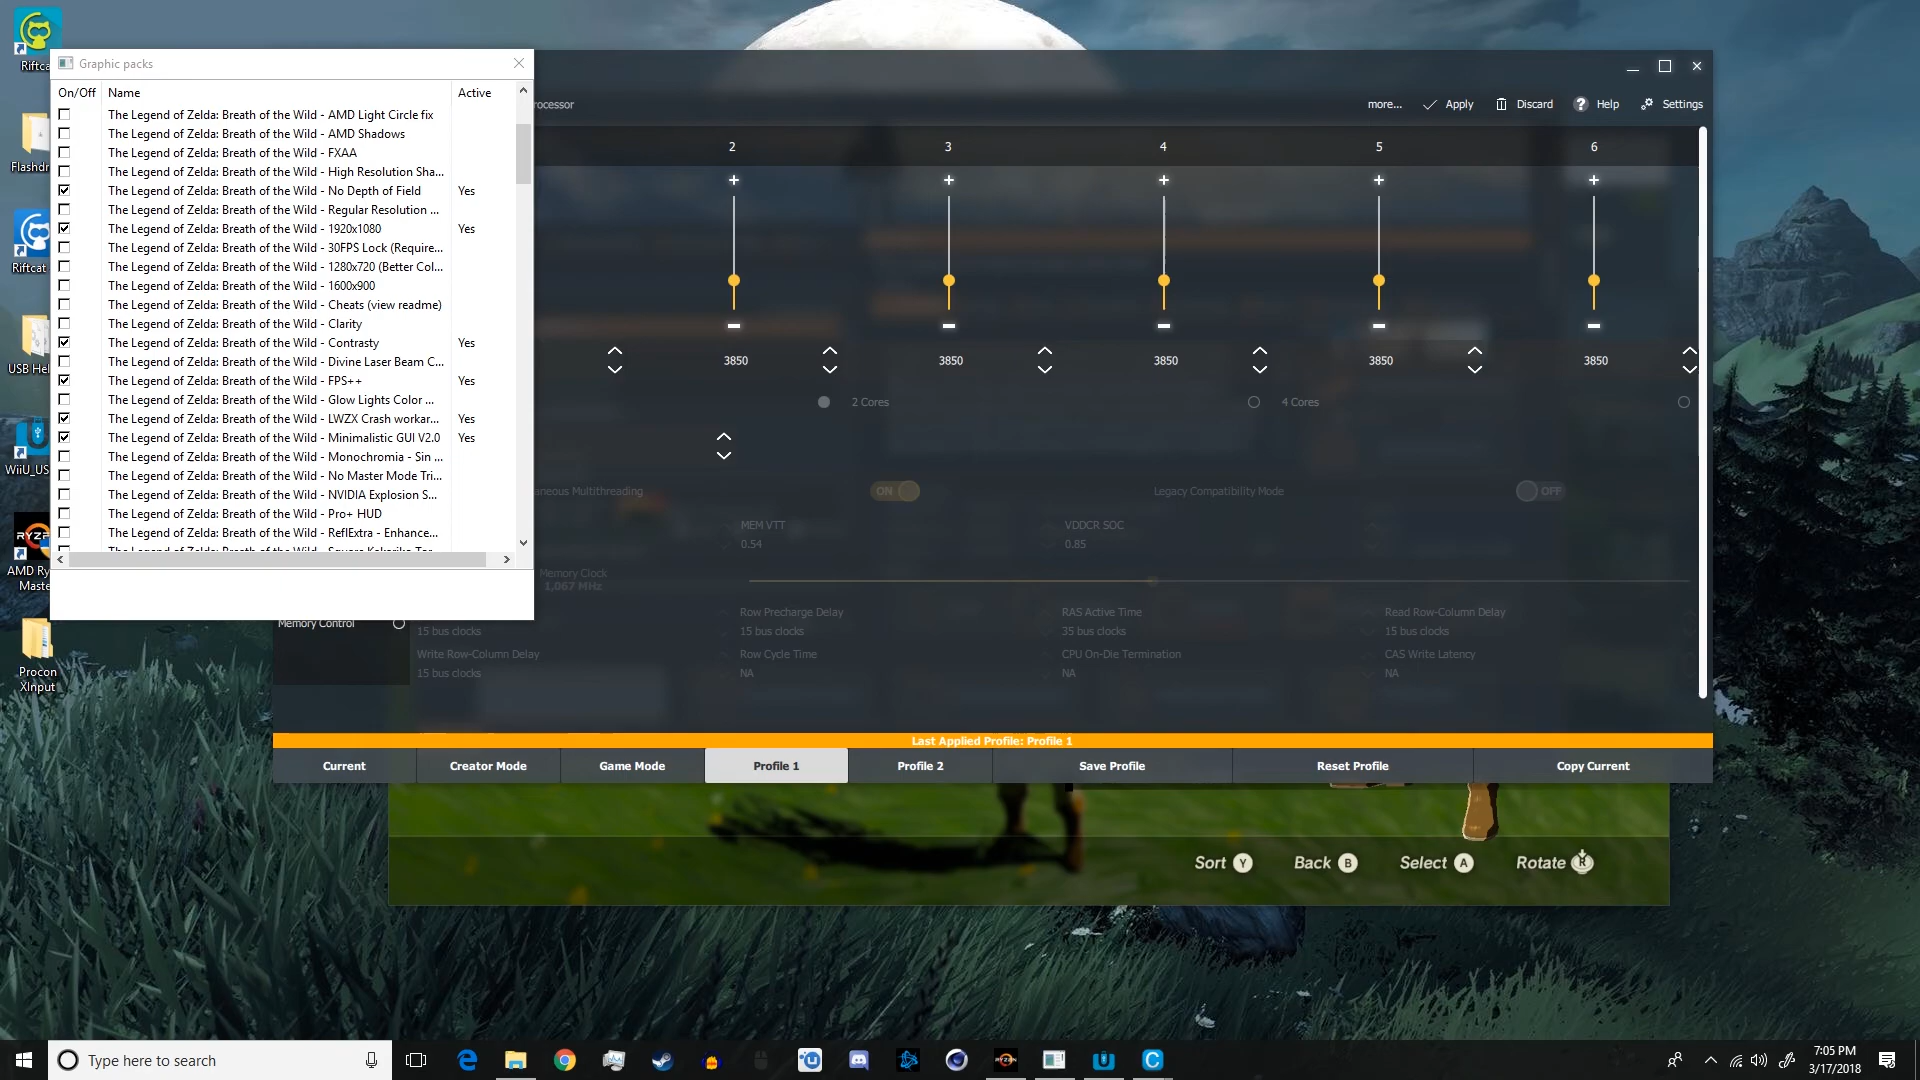 Riftca
Flashdr
Riftcat
USB Hel
WiiU_US
RYZE
AMD Ry
Maste
Procon
XInput
Graphic packs
On/Off Name Active
The Legend of Zelda: Breath of the Wild - AMD Light Circle fix
The Legend of Zelda: Breath of the Wild - AMD Shadows
The Legend of Zelda: Breath of the Wild - FXAA
The Legend of Zelda: Breath of the Wild - High Resolution Sha...
The Legend of Zelda: Breath of the Wild - No Depth of Field Yes
The Legend of Zelda: Breath of the Wild - Regular Resolution ...
The Legend of Zelda: Breath of the Wild - 1920x1080 Yes
The Legend of Zelda: Breath of the Wild - 30FPS Lock (Require...
The Legend of Zelda: Breath of the Wild - 1280x720 (Better Col...
The Legend of Zelda: Breath of the Wild - 1600x900
The Legend of Zelda: Breath of the Wild - Cheats (view readme)
The Legend of Zelda: Breath of the Wild - Clarity
The Legend of Zelda: Breath of the Wild - Contrasty Yes
The Legend of Zelda: Breath of the Wild - Divine Laser Beam C...
The Legend of Zelda: Breath of the Wild - FPS++ Yes
The Legend of Zelda: Breath of the Wild - Glow Lights Color ...
The Legend of Zelda: Breath of the Wild - LWZX Crash workar... Yes
The Legend of Zelda: Breath of the Wild - Minimalistic GUI V2.0 Yes
The Legend of Zelda: Breath of the Wild - Monochromia - Sin ...
The Legend of Zelda: Breath of the Wild - No Master Mode Tri...
The Legend of Zelda: Breath of the Wild - NVIDIA Explosion S...
The Legend of Zelda: Breath of the Wild - Pro+ HUD
The Legend of Zelda: Breath of the Wild - ReflExtra - Enhance...
rocessor more... Apply Discard ? Help Settings
2 3 4 5 6
3850 3850 3850 3850 3850
2 Cores 4 Cores
aneous Multithreading ON Legacy Compatibility Mode OFF
MEM VTT VDDCR SOC
0.54 0.85
Memory Clock
1,067 MHz
Row Precharge Delay RAS Active Time Read Row-Column Delay
Memory Control
15 bus clocks 15 bus clocks 35 bus clocks 15 bus clocks
Write Row-Column Delay Row Cycle Time CPU On-Die Termination CAS Write Latency
15 bus clocks NA NA NA
Last Applied Profile: Profile 1
Current Creator Mode Game Mode Profile 1 Profile 2 Save Profile Reset Profile Copy Current
Sort Y Back B Select A Rotate R
Type here to search
RYZEN
7:05 PM
3/17/2018